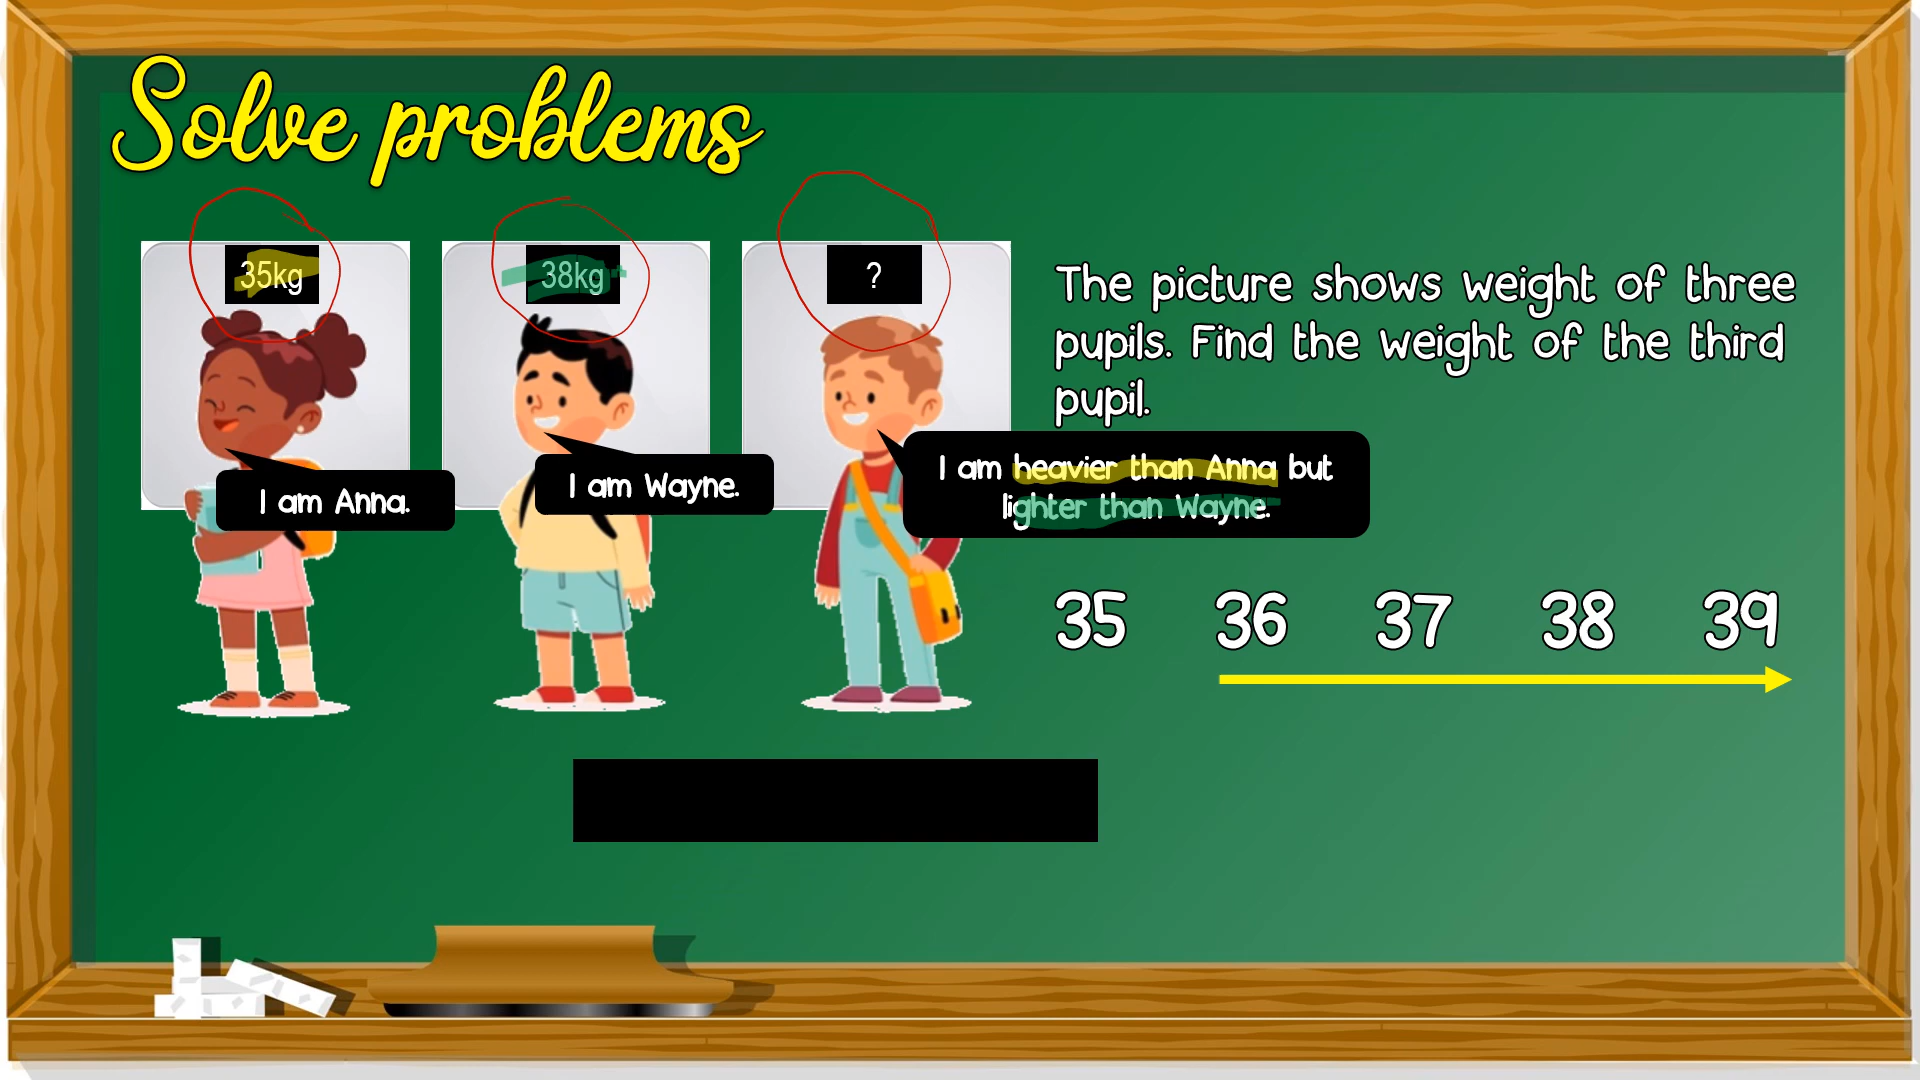 Solve problems
35kg
38kg
?
The picture shows weight of three
pupils. Find the weight of the third
pupil.
I am Anna.
I am Wayne.
I am heavier than Anna but
lighter than Wayne.
35 36 37 38 39